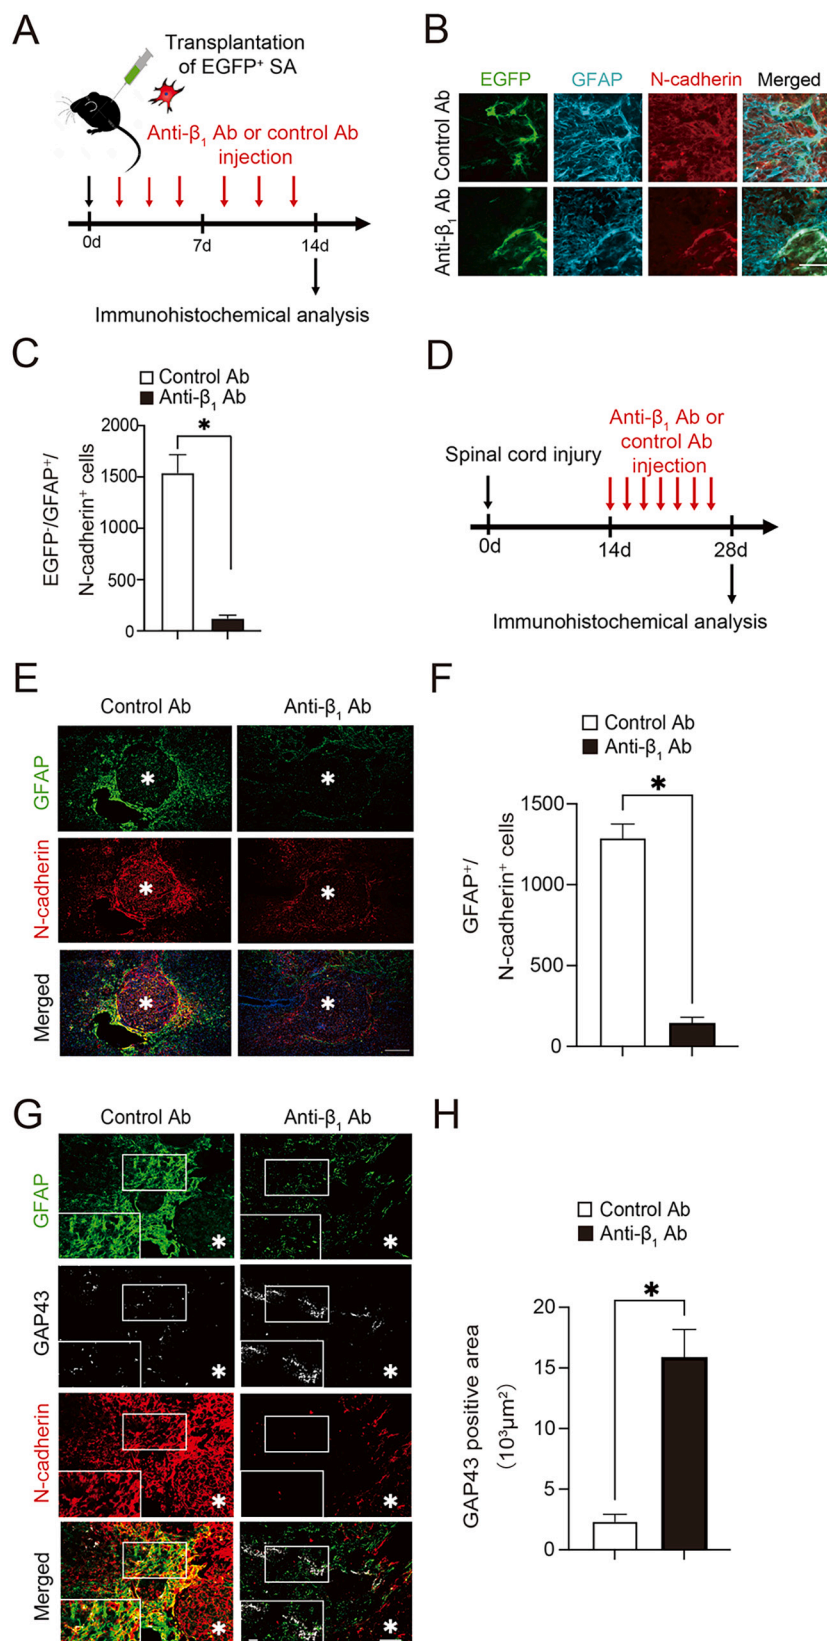 A
Transplantation
of EGFP⁺ SA
Anti-β₁ Ab or control Ab
injection
0d
7d
14d
Immunohistochemical analysis
B
EGFP
GFAP
N-cadherin
Merged
Control Ab
Anti-β₁ Ab
C
Control Ab
Anti-β₁ Ab
EGFP⁻/GFAP⁺/
N-cadherin⁺ cells
2000
1500
1000
500
0
*
D
Anti-β₁ Ab or
control Ab
injection
Spinal cord injury
0d
14d
28d
Immunohistochemical analysis
E
Control Ab
Anti-β₁ Ab
GFAP
*
*
N-cadherin
*
*
Merged
*
*
F
Control Ab
Anti-β₁ Ab
GFAP⁺/
N-cadherin⁺ cells
1500
1000
500
0
*
G
Control Ab
Anti-β₁ Ab
GFAP
*
*
GAP43
*
*
N-cadherin
*
*
Merged
*
*
H
Control Ab
Anti-β₁ Ab
GAP43 positive area
(10³μm²)
20
15
10
5
0
*